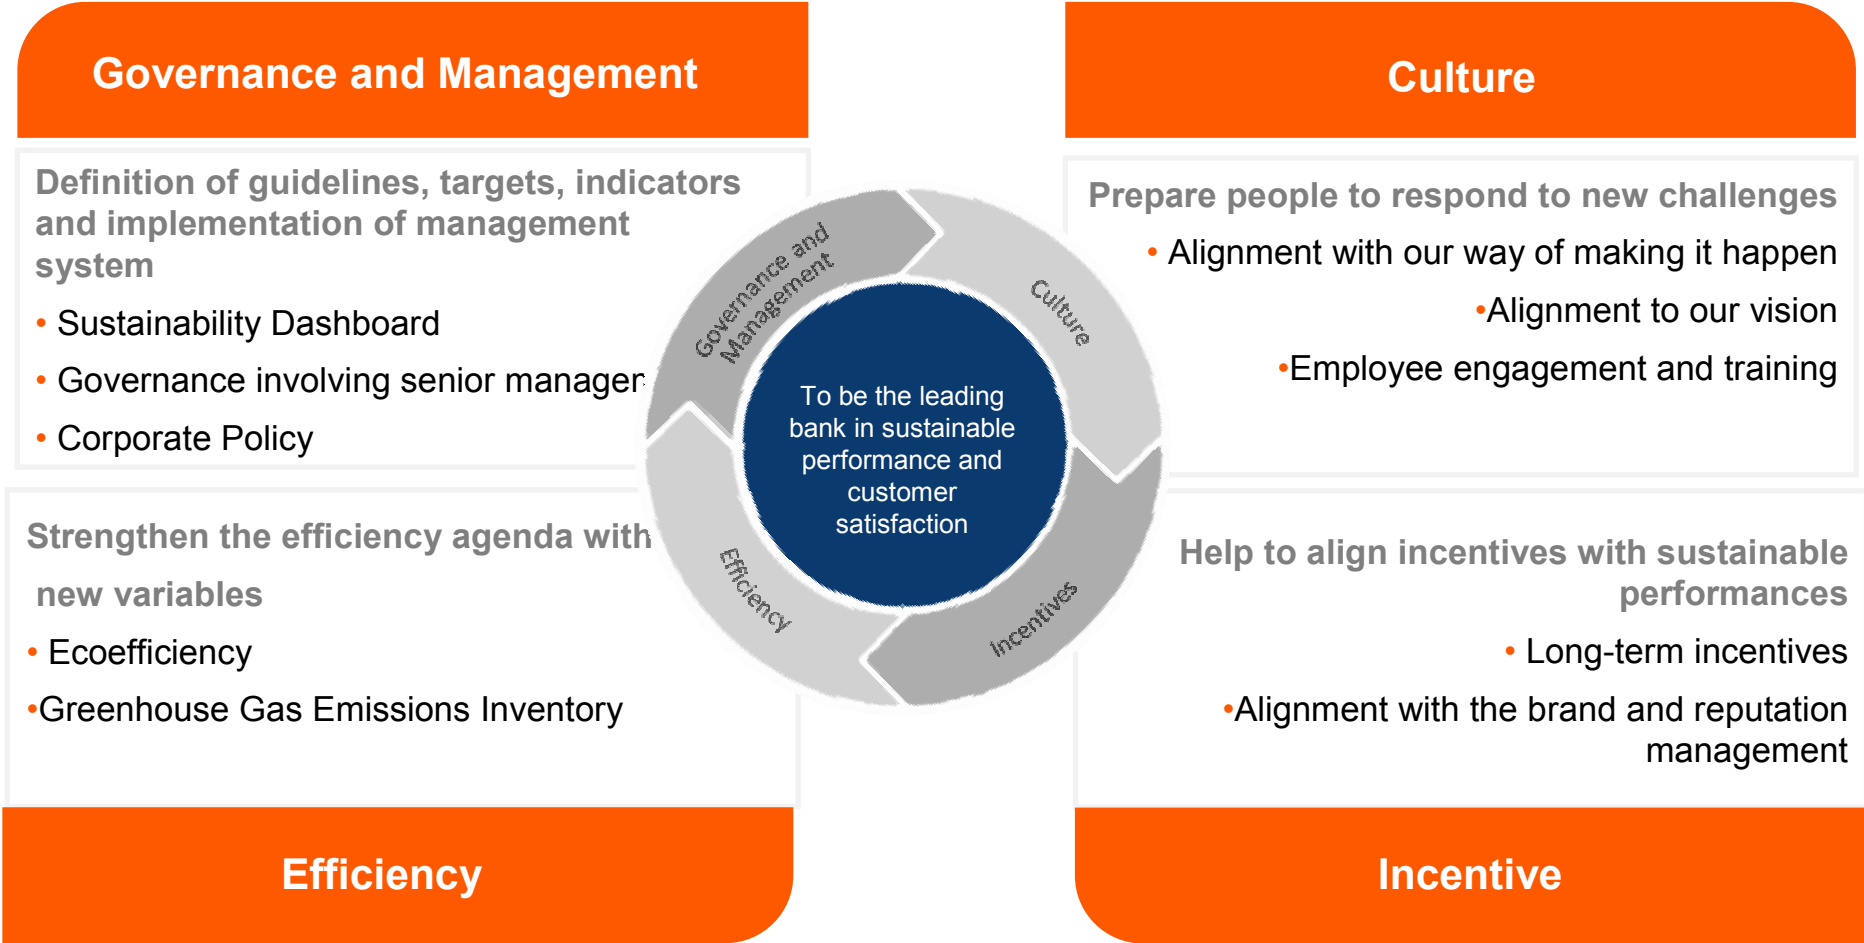 Governance and Management
Definition of guidelines, targets, indicators
and implementation of management
system
• Sustainability Dashboard
• Governance involving senior
• Corporate Policy
Culture
Prepare people to respond to new challenges
• Alignment with our way of making it happen
•Alignment to our vision
•Employee engagement and training
Governance and
Management
Culture
Incentives
Efficiency
To be the leading
bank in sustainable
performance and
customer
satisfaction
Strengthen the efficiency agenda with
new variables
• Ecoefficiency
•Greenhouse Gas Emissions Inventory
Efficiency
Help to align incentives with sustainable
performances
• Long-term incentives
•Alignment with the brand and reputation
management
Incentive